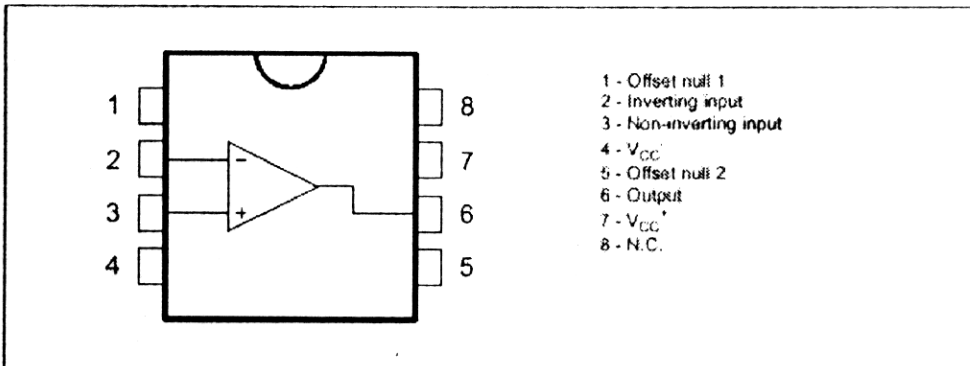 1
2
3
4
-
+
8
7
6
5
1 - Offset null 1
2 - Inverting input
3 - Non-inverting input
4 - VCC-
5 - Offset null 2
6 - Output
7 - VCC+
8 - N.C.